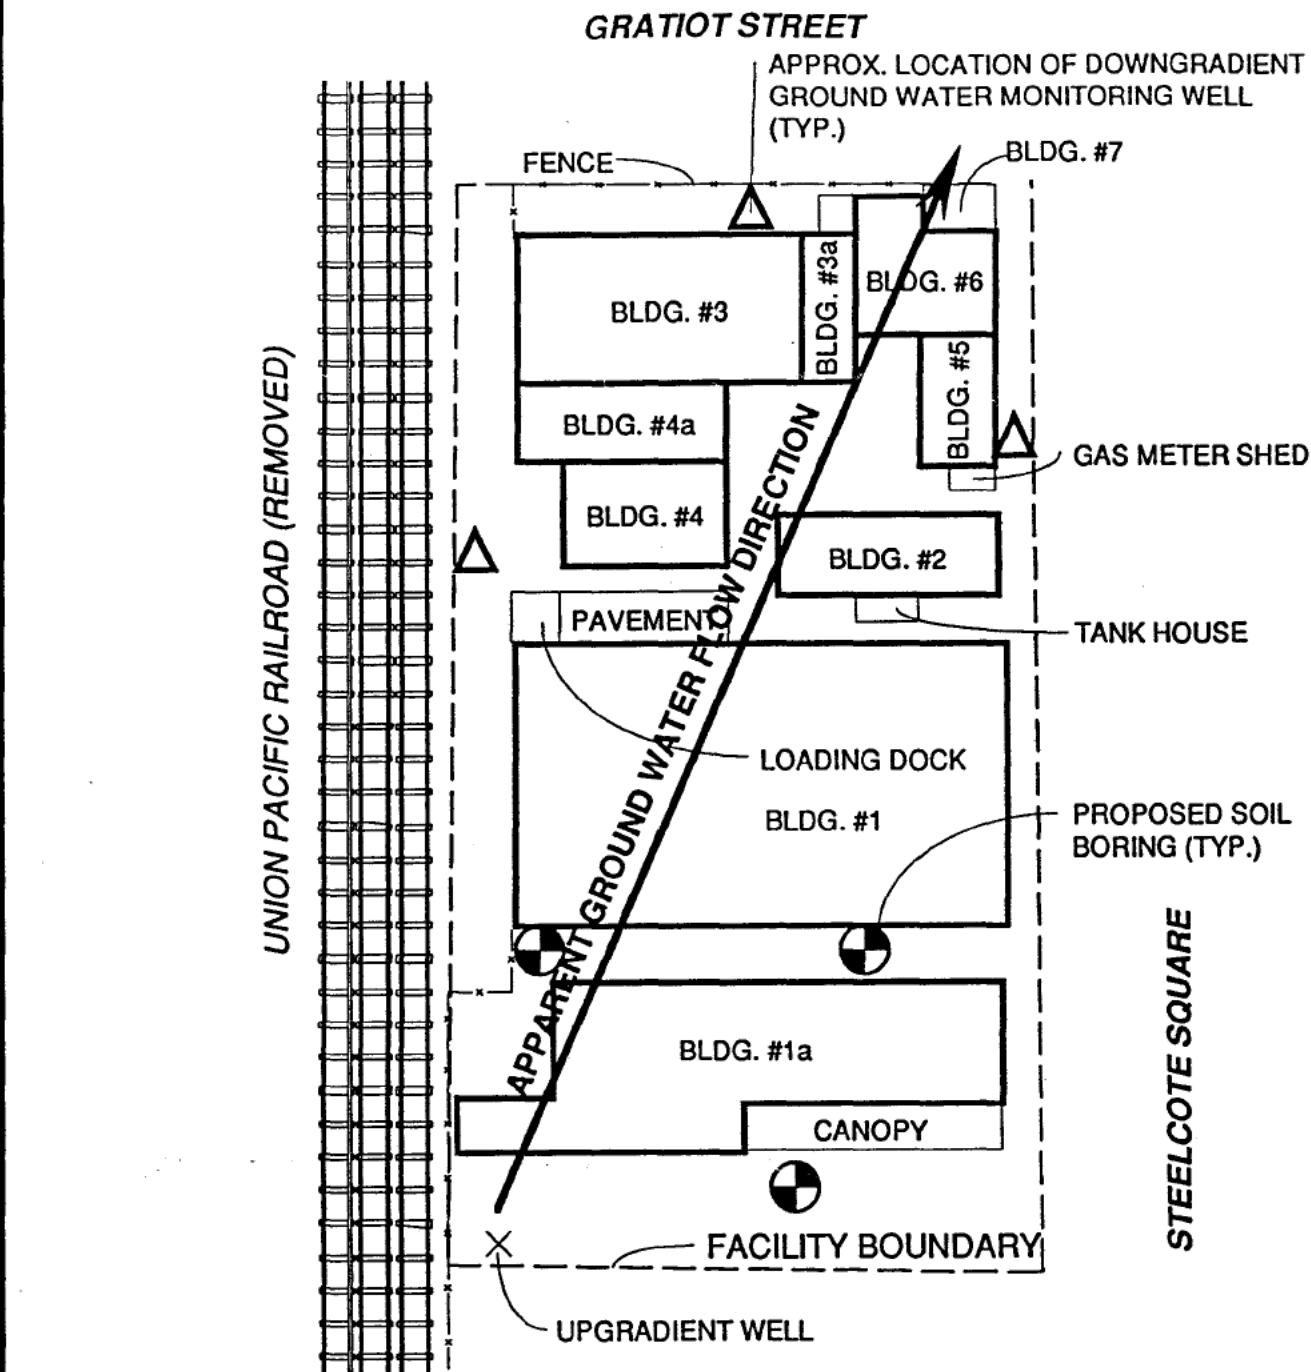 GRATIOT STREET
APPROX. LOCATION OF DOWNGRADIENT
GROUND WATER MONITORING WELL
(TYP.)
FENCE
BLDG. #7
BLDG. #3
BLDG. #3a
BLDG. #6
BLDG. #5
BLDG. #4a
GAS METER SHED
BLDG. #4
BLDG. #2
PAVEMENT
TANK HOUSE
UNION PACIFIC RAILROAD (REMOVED)
APPARENT GROUND WATER FLOW DIRECTION
LOADING DOCK
BLDG. #1
PROPOSED SOIL
BORING (TYP.)
STEELCOTE SQUARE
BLDG. #1a
CANOPY
FACILITY BOUNDARY
UPGRADIENT WELL